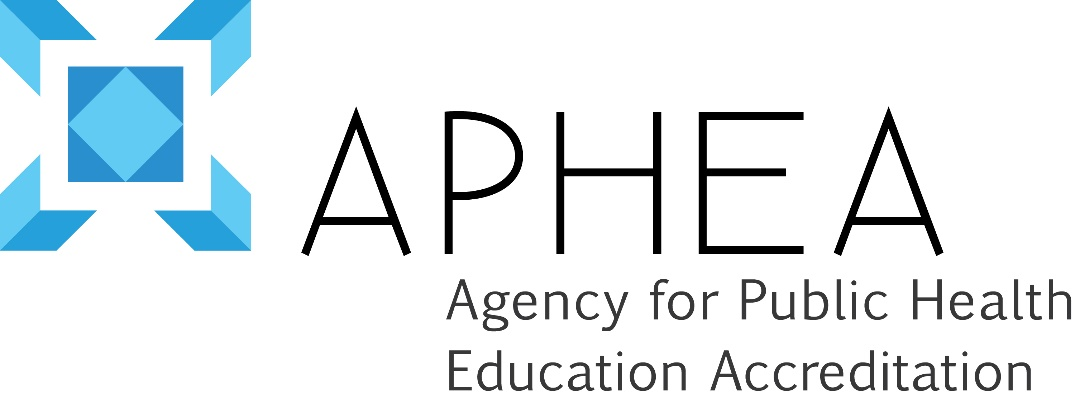 APHEA
Agency for Public Health
Education Accreditation